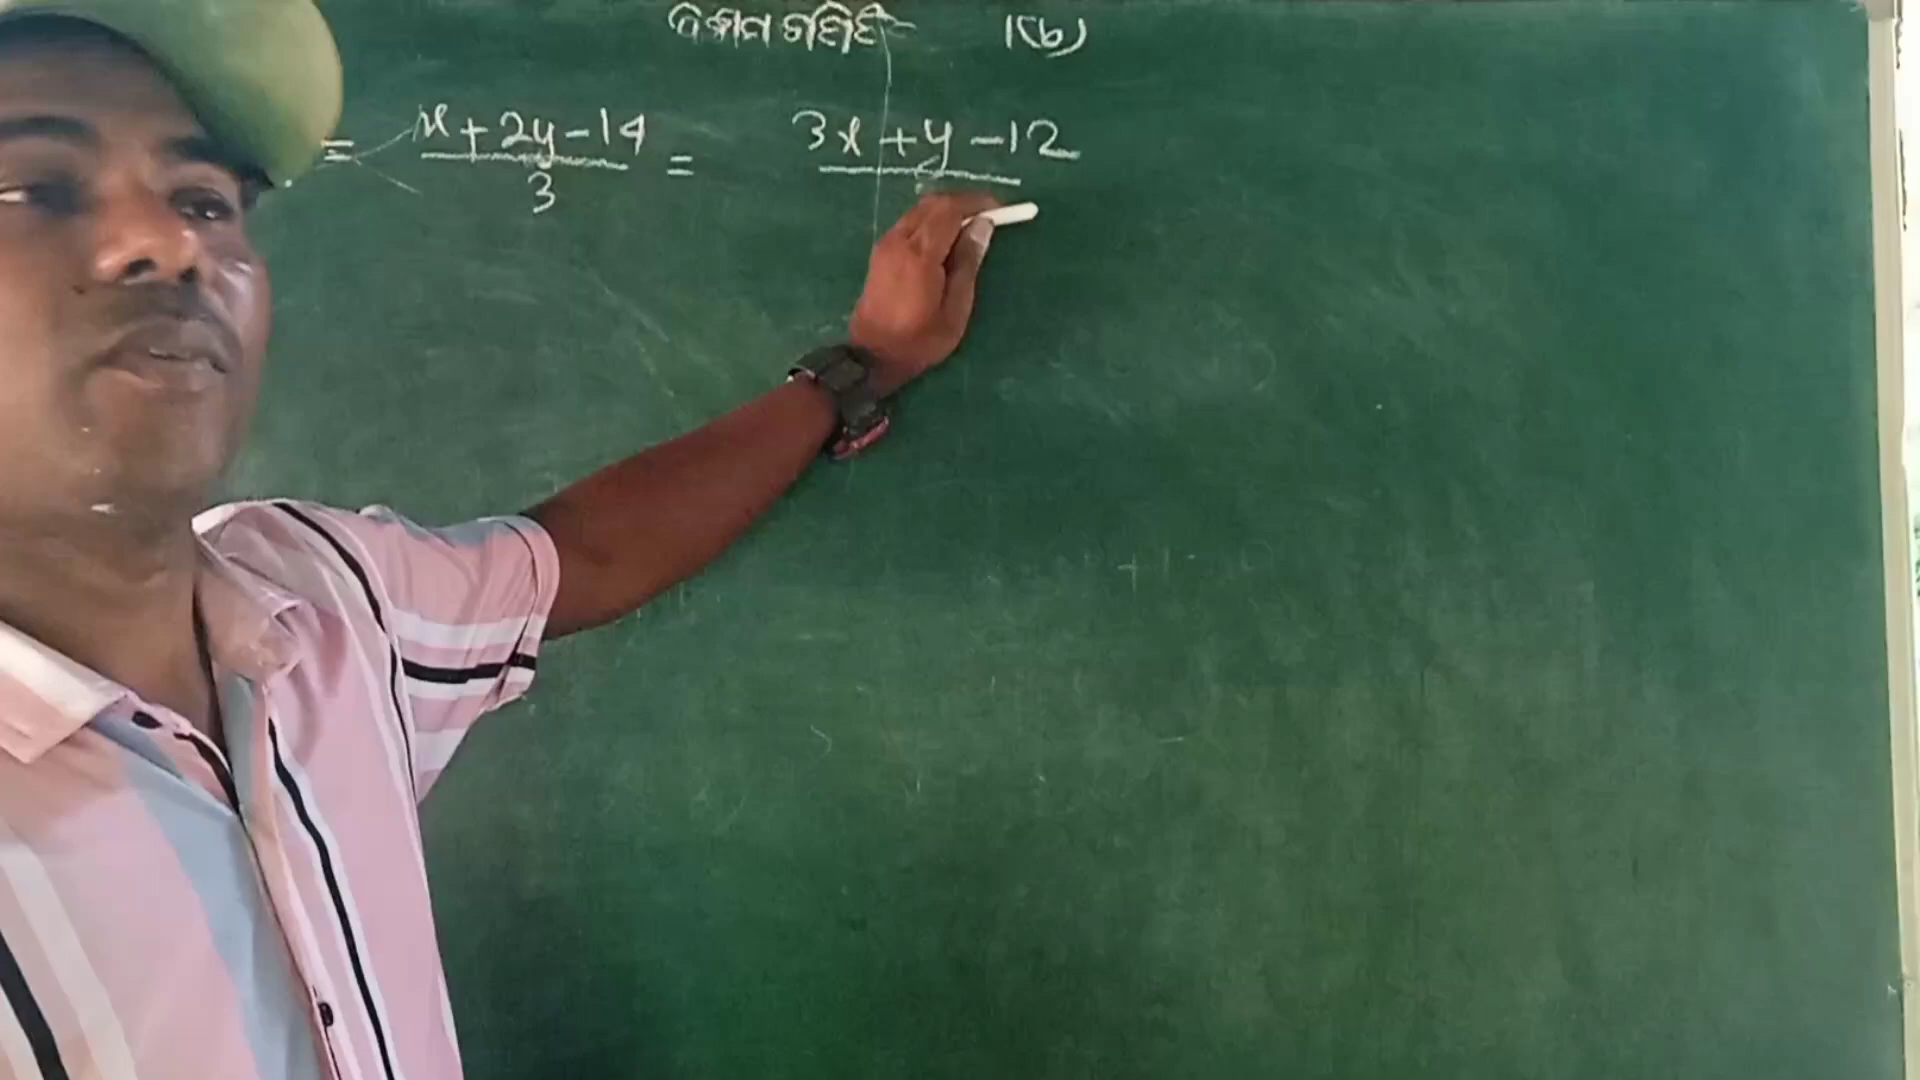 ବିଜ୍ଞାନ ଗଣିତ 1(b)
= x + 2y - 14 / 3 = 3x + y - 12